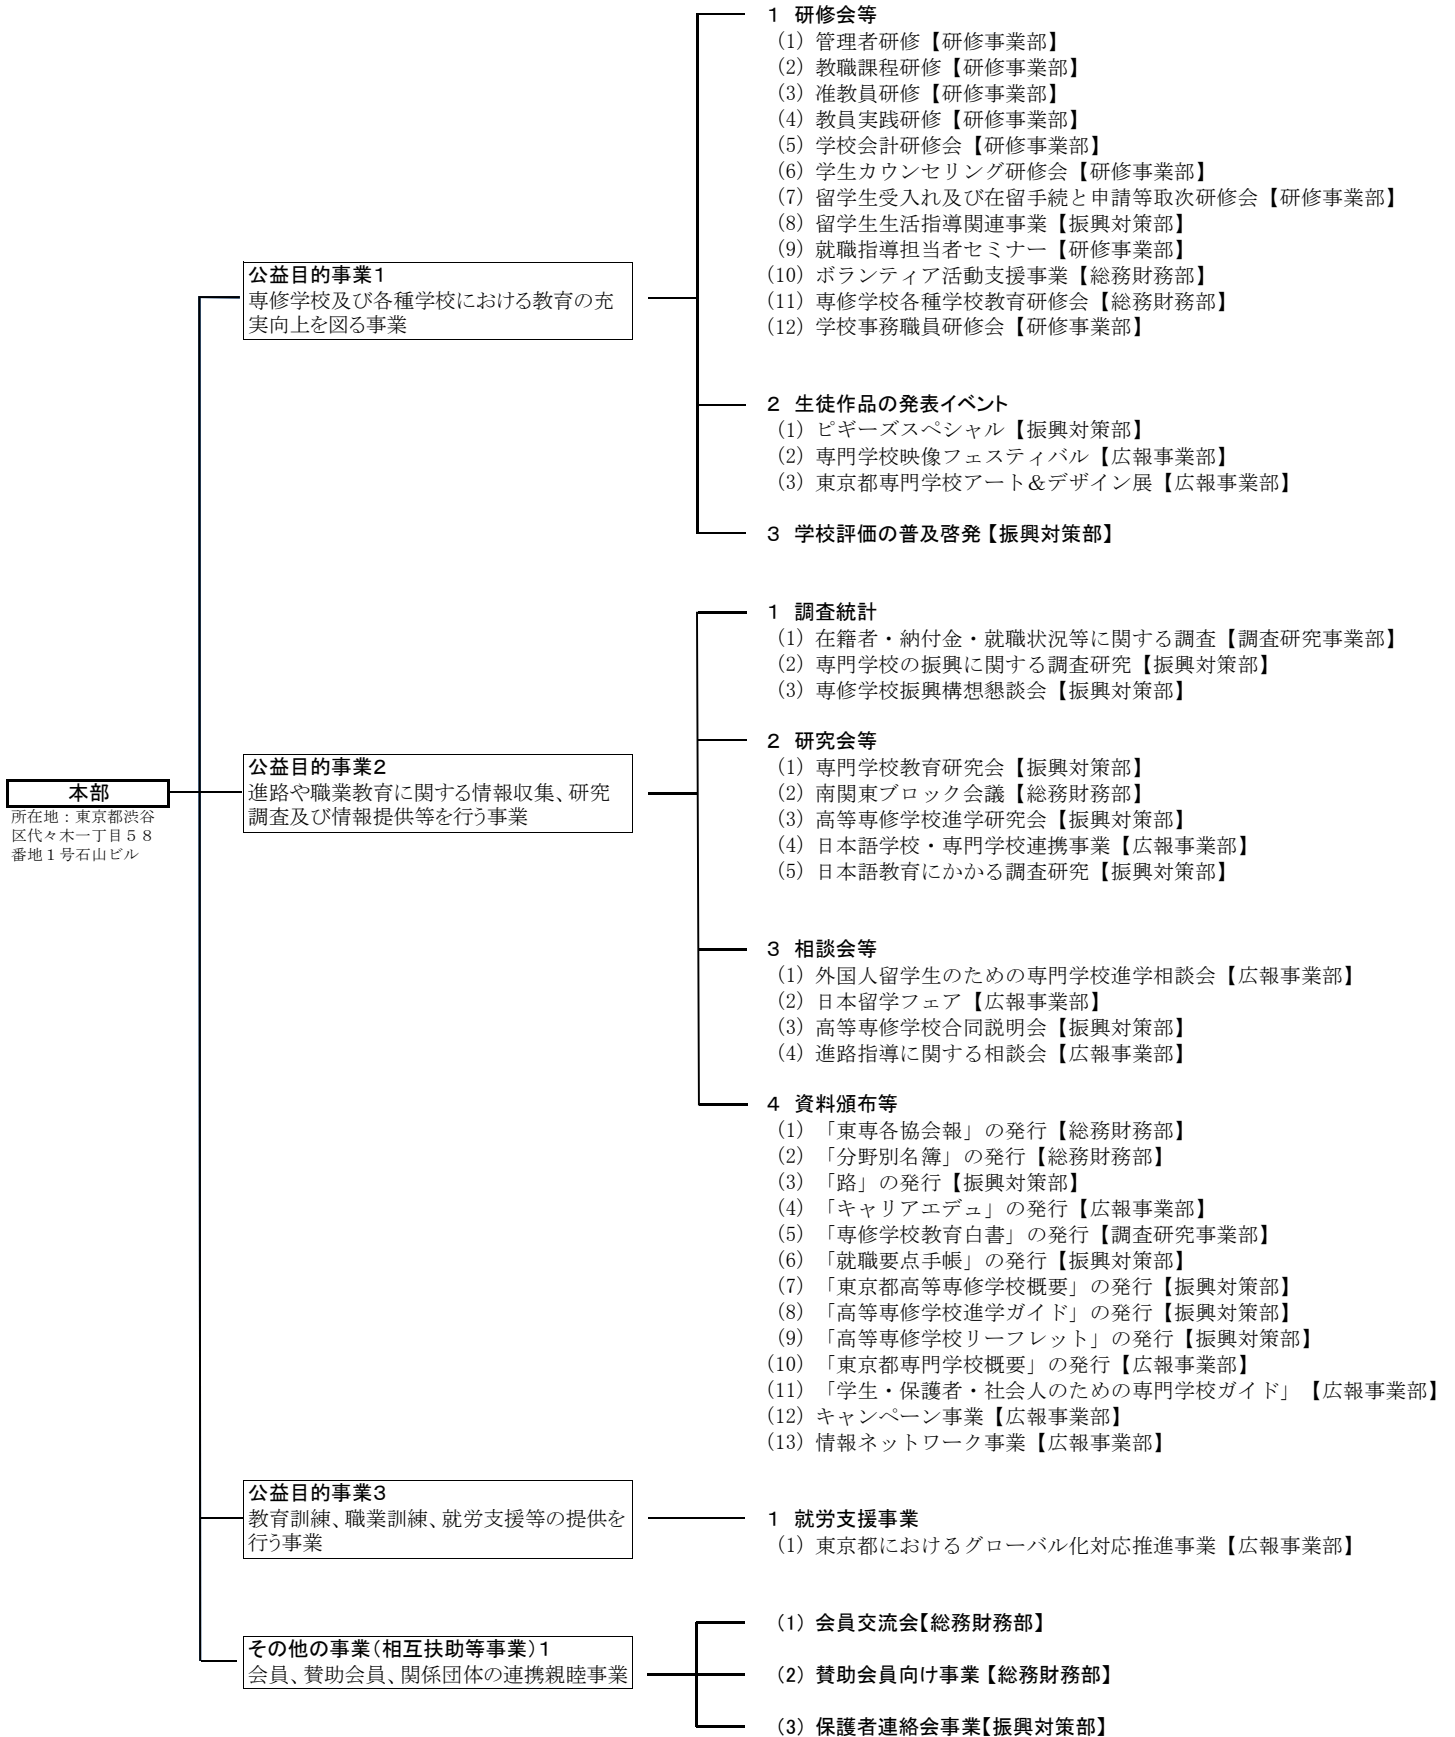 本部
所在地：東京都渋谷
区代々木一丁目５８
番地１号石山ビル
公益目的事業１
専修学校及び各種学校における教育の充
実向上を図る事業
１ 研修会等
(1) 管理者研修【研修事業部】
(2) 教職課程研修【研修事業部】
(3) 准教員研修【研修事業部】
(4) 教員実践研修【研修事業部】
(5) 学校会計研修会【研修事業部】
(6) 学生カウンセリング研修会【研修事業部】
(7) 留学生受入れ及び在留手続と申請等取次研修会【研修事業部】
(8) 留学生生活指導関連事業【振興対策部】
(9) 就職指導担当者セミナー【研修事業部】
(10) ボランティア活動支援事業【総務財務部】
(11) 専修学校各種学校教育研修会【総務財務部】
(12) 学校事務職員研修会【研修事業部】
２ 生徒作品の発表イベント
(1) ピギーズスペシャル【振興対策部】
(2) 専門学校映像フェスティバル【広報事業部】
(3) 東京都専門学校アート＆デザイン展【広報事業部】
３ 学校評価の普及啓発【振興対策部】
公益目的事業２
進路や職業教育に関する情報収集、研究
調査及び情報提供等を行う事業
１ 調査統計
(1) 在籍者・納付金・就職状況等に関する調査【調査研究事業部】
(2) 専門学校の振興に関する調査研究【振興対策部】
(3) 専修学校振興構想懇談会【振興対策部】
２ 研究会等
(1) 専門学校教育研究会【振興対策部】
(2) 南関東ブロック会議【総務財務部】
(3) 高等専修学校進学研究会【振興対策部】
(4) 日本語学校・専門学校連携事業【広報事業部】
(5) 日本語教育にかかる調査研究【振興対策部】
３ 相談会等
(1) 外国人留学生のための専門学校進学相談会【広報事業部】
(2) 日本留学フェア【広報事業部】
(3) 高等専修学校合同説明会【振興対策部】
(4) 進路指導に関する相談会【広報事業部】
４ 資料頒布等
(1) 「東専各協会報」の発行【総務財務部】
(2) 「分野別名簿」の発行【総務財務部】
(3) 「路」の発行【振興対策部】
(4) 「キャリアエデュ」の発行【広報事業部】
(5) 「専修学校教育白書」の発行【調査研究事業部】
(6) 「就職要点手帳」の発行【振興対策部】
(7) 「東京都高等専修学校概要」の発行【振興対策部】
(8) 「高等専修学校進学ガイド」の発行【振興対策部】
(9) 「高等専修学校リーフレット」の発行【振興対策部】
(10) 「東京都専門学校概要」の発行【広報事業部】
(11) 「学生・保護者・社会人のための専門学校ガイド」【広報事業部】
(12) キャンペーン事業【広報事業部】
(13) 情報ネットワーク事業【広報事業部】
公益目的事業３
教育訓練、職業訓練、就労支援等の提供を
行う事業
１ 就労支援事業
(1) 東京都におけるグローバル化対応推進事業【広報事業部】
その他の事業（相互扶助等事業）１
会員、賛助会員、関係団体の連携親睦事業
(1) 会員交流会【総務財務部】
(2) 賛助会員向け事業【総務財務部】
(3) 保護者連絡会事業【振興対策部】